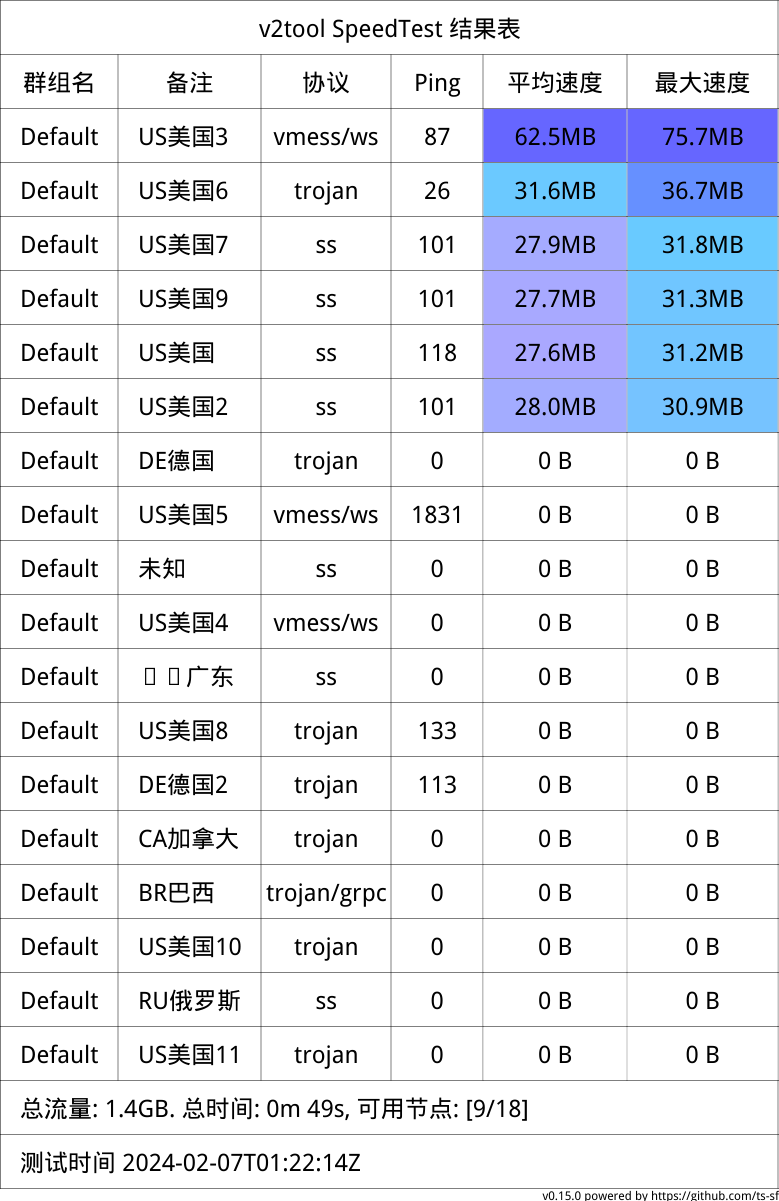 v2tool SpeedTest 结果表
群组名 备注 协议 Ping 平均速度 最大速度
Default US美国3 vmess/ws 87 62.5MB 75.7MB
Default US美国6 trojan 26 31.6MB 36.7MB
Default US美国7 ss 101 27.9MB 31.8MB
Default US美国9 ss 101 27.7MB 31.3MB
Default US美国 ss 118 27.6MB 31.2MB
Default US美国2 ss 101 28.0MB 30.9MB
Default DE德国 trojan 0 0 B 0 B
Default US美国5 vmess/ws 1831 0 B 0 B
Default 未知 ss 0 0 B 0 B
Default US美国4 vmess/ws 0 0 B 0 B
Default 广东 ss 0 0 B 0 B
Default US美国8 trojan 133 0 B 0 B
Default DE德国2 trojan 113 0 B 0 B
Default CA加拿大 trojan 0 0 B 0 B
Default BR巴西 trojan/grpc 0 0 B 0 B
Default US美国10 trojan 0 0 B 0 B
Default RU俄罗斯 ss 0 0 B 0 B
Default US美国11 trojan 0 0 B 0 B
总流量: 1.4GB. 总时间: 0m 49s, 可用节点: [9/18]
测试时间 2024-02-07T01:22:14Z
v0.15.0 powered by https://github.com/ts-sf